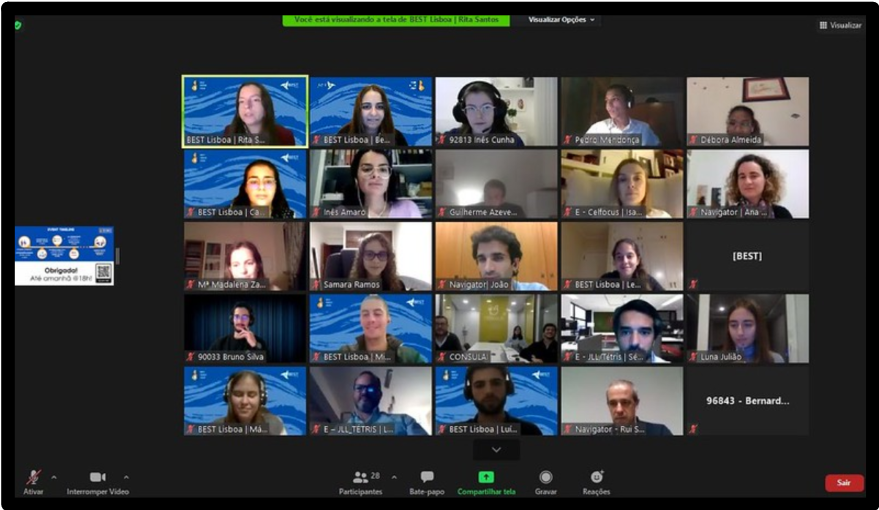 Você está visualizando a tela de BEST Lisboa | Rita Santos
Visualizar Opções
Visualizar
BEST Lisboa | Rita S...
BEST Lisboa | Be...
92813 Inês Cunha
Pedro Mendonça
Débora Almeida
BEST Lisboa | Ca...
Inês Amaro
Guilherme Azeve...
E - Celfocus | Isa...
Navigator | Ana ...
Mª Madalena Za...
Samara Ramos
Navigator| João
BEST Lisboa | Le...
[BEST]
90033 Bruno Silva
BEST Lisboa | Mi...
CONSULAI
E - JLL/Tétris | Sé...
Luna Julião
BEST Lisboa | Má...
E – JLL_TETRIS | L...
BEST Lisboa | Luí...
Navigator - Rui S...
96843 - Bernard...
EVENT TIMELINE
Obrigada!
Até amanhã @18h!
Ativar
Interromper Vídeo
Participantes
28
Bate-papo
Compartilhar tela
Gravar
Reações
Sair